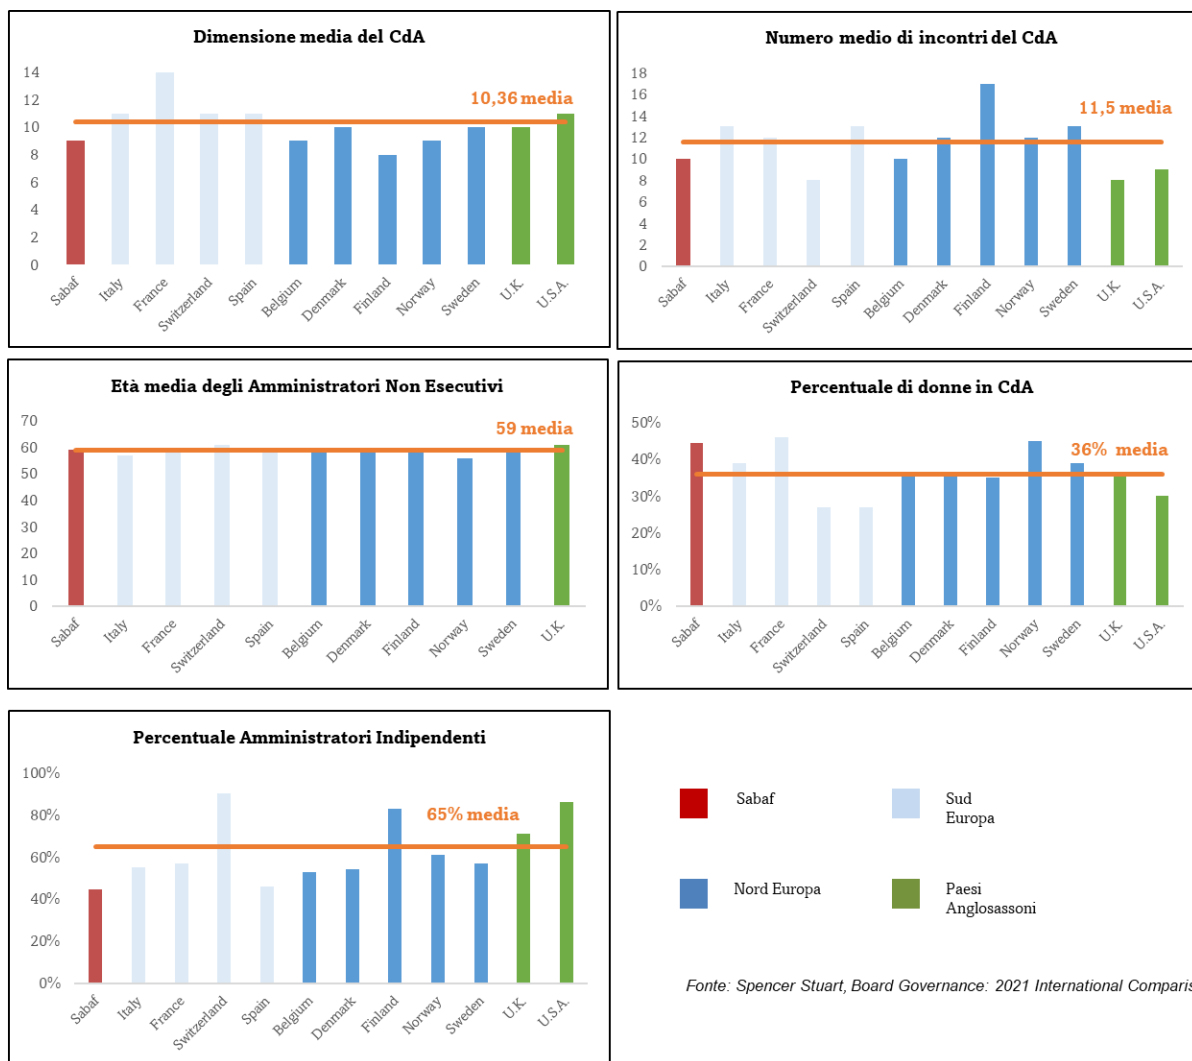 Dimensione media del CdA
14
12
10
8
6
4
2
0
10,36 media
Sabaf
Italy
France
Switzerland
Spain
Belgium
Denmark
Finland
Norway
Sweden
U.K.
U.S.A.
Numero medio di incontri del CdA
18
16
14
12
10
8
6
4
2
0
11,5 media
Sabaf
Italy
France
Switzerland
Spain
Belgium
Denmark
Finland
Norway
Sweden
U.K.
U.S.A.
Età media degli Amministratori Non Esecutivi
70
60
50
40
30
20
10
0
59 media
Sabaf
Italy
France
Switzerland
Spain
Belgium
Denmark
Finland
Norway
Sweden
U.K.
Percentuale di donne in CdA
50%
40%
30%
20%
10%
0%
36% media
Sabaf
Italy
France
Switzerland
Spain
Belgium
Denmark
Finland
Norway
Sweden
U.K.
U.S.A.
Percentuale Amministratori Indipendenti
100%
80%
60%
40%
20%
0%
65% media
Sabaf
Italy
France
Switzerland
Spain
Belgium
Denmark
Finland
Norway
Sweden
U.K.
U.S.A.
Sabaf
Sud
Europa
Nord Europa
Paesi
Anglosassoni
Fonte: Spencer Stuart, Board Governance: 2021 International Comparis